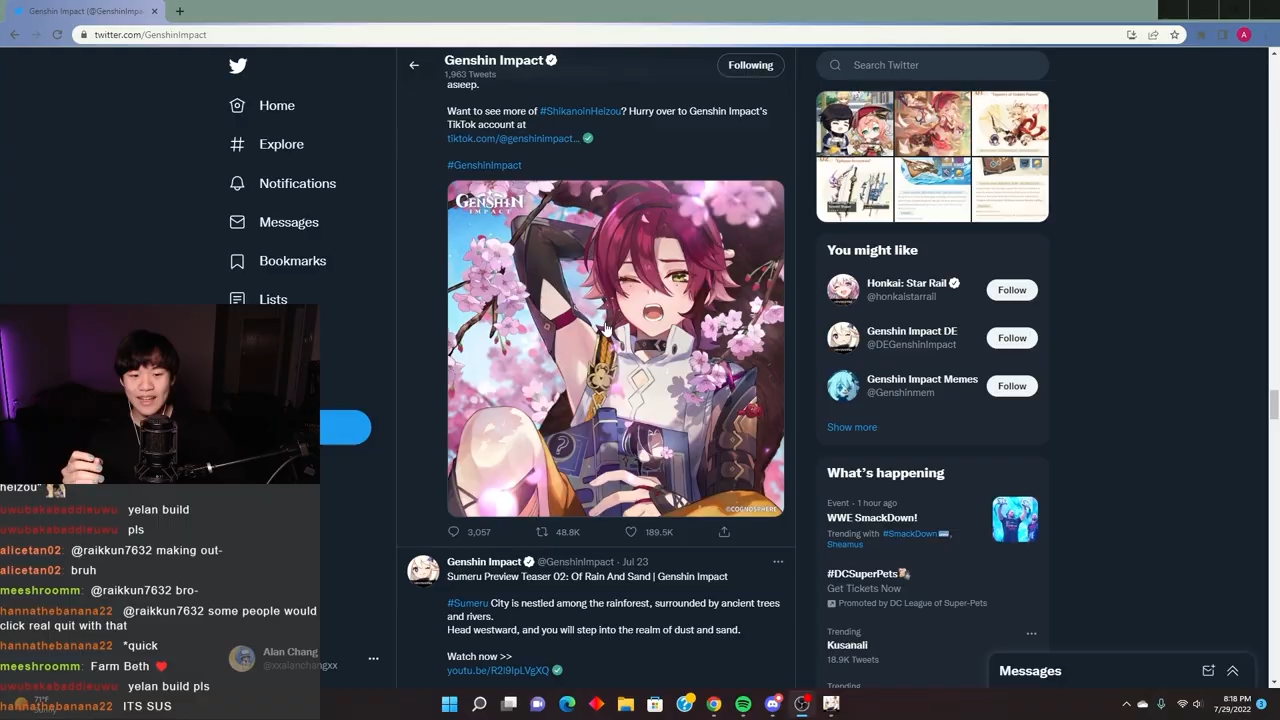 Genshin Impact (@GenshinImp
twitter.com/GenshinImpact
A
Home
Explore
Notifications
Messages
Bookmarks
Lists
Alan Chang
@xxalanchangxx
Genshin Impact
1,963 Tweets
Following
asleep.
Want to see more of #ShikanoinHeizou? Hurry over to Genshin Impact's
TikTok account at
tiktok.com/@genshinimpact...
#GenshinImpact
GENSHIN
IMPACT
©COGNOSPHERE
3,057
48.8K
189.5K
Genshin Impact @GenshinImpact · Jul 23
Sumeru Preview Teaser 02: Of Rain And Sand | Genshin Impact
#Sumeru City is nestled among the rainforest, surrounded by ancient trees
and rivers.
Head westward, and you will step into the realm of dust and sand.
Watch now >>
Search Twitter
You might like
Honkai: Star Rail
@honkaistarrail
Follow
Genshin Impact DE
@DEGenshinImpact
Follow
Genshin Impact Memes
@Genshinmem
Follow
Show more
What's happening
Event · 1 hour ago
WWE SmackDown!
Trending with #SmackDown,
Sheamus
#DCSuperPets
Get Tickets Now
Promoted by DC League of Super-Pets
Trending
Kusanali
18.9K Tweets
Trending
Messages
heizou"
uwubakabaddieuwu yelan build
uwubakabaddieuwu pls
alicetan02: @raikkun7632 making out-
alicetan02: bruh
meeshroomm: @raikkun7632 bro-
hannathebanana22 @raikkun7632 some people would
click real quit with that
hannathebanana22 *quick
meeshroomm: Farm Beth
uwubakabaddieuwu yelan build pls
hannathebanana22 ITS SUS
71°F
Sunny
8:18 PM
7/29/2022
3